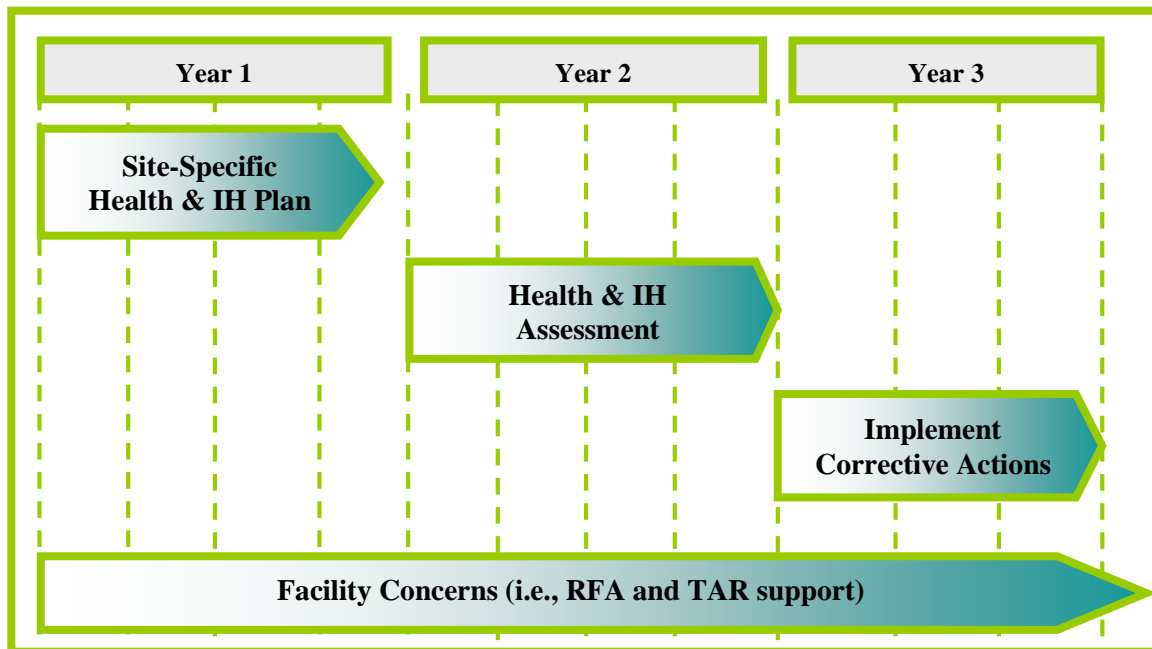 Year 1
Year 2
Year 3
Site-Specific
Health & IH Plan
Health & IH
Assessment
Implement
Corrective Actions
Facility Concerns (i.e., RFA and TAR support)